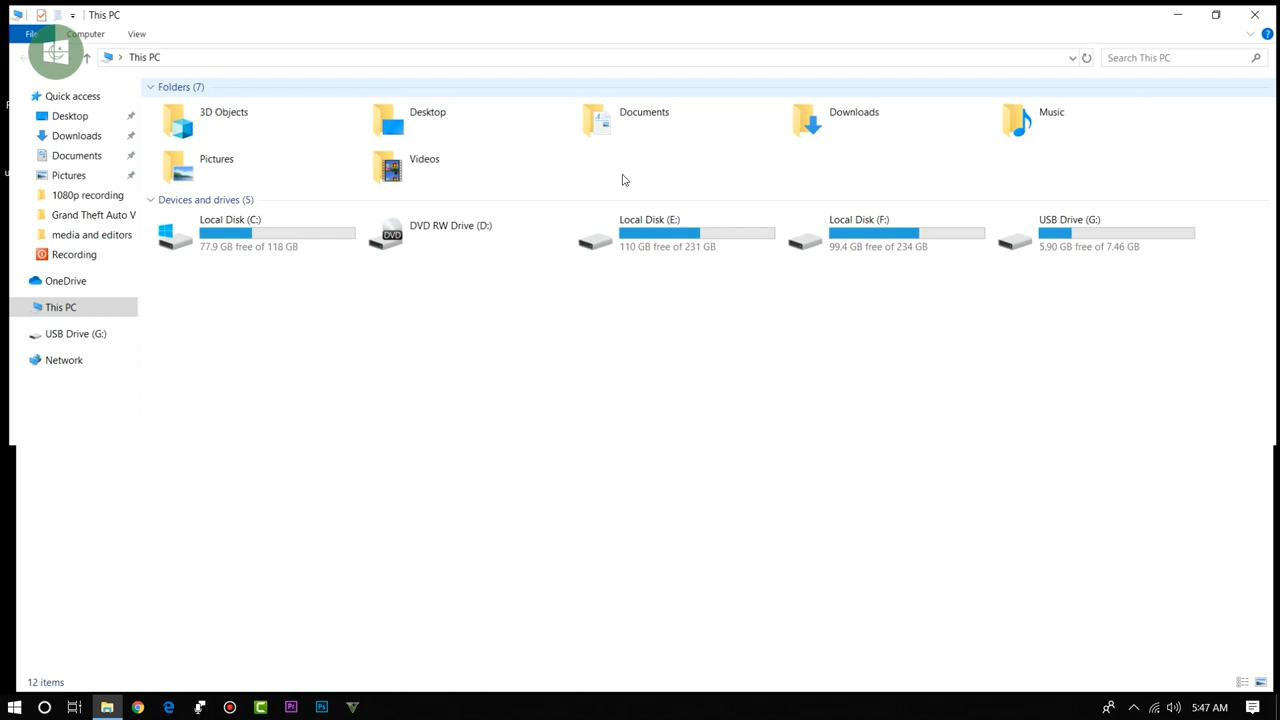 This PC
File
Computer
View
This PC
Search This PC
Quick access
Desktop
Downloads
Documents
Pictures
1080p recording
Grand Theft Auto V
media and editors
Recording
OneDrive
This PC
USB Drive (G:)
Network
Folders (7)
3D Objects
Desktop
Documents
Downloads
Music
Pictures
Videos
Devices and drives (5)
Local Disk (C:)
77.9 GB free of 118 GB
DVD RW Drive (D:)
Local Disk (E:)
110 GB free of 231 GB
Local Disk (F:)
99.4 GB free of 234 GB
USB Drive (G:)
5.90 GB free of 7.46 GB
12 items
Pr
Ps
5:47 AM